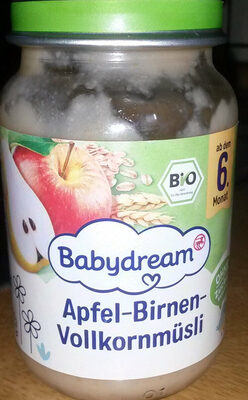 ab dem
6.
Monat
BIO
Babydream
Apfel-Birnen-
Vollkornmüsli